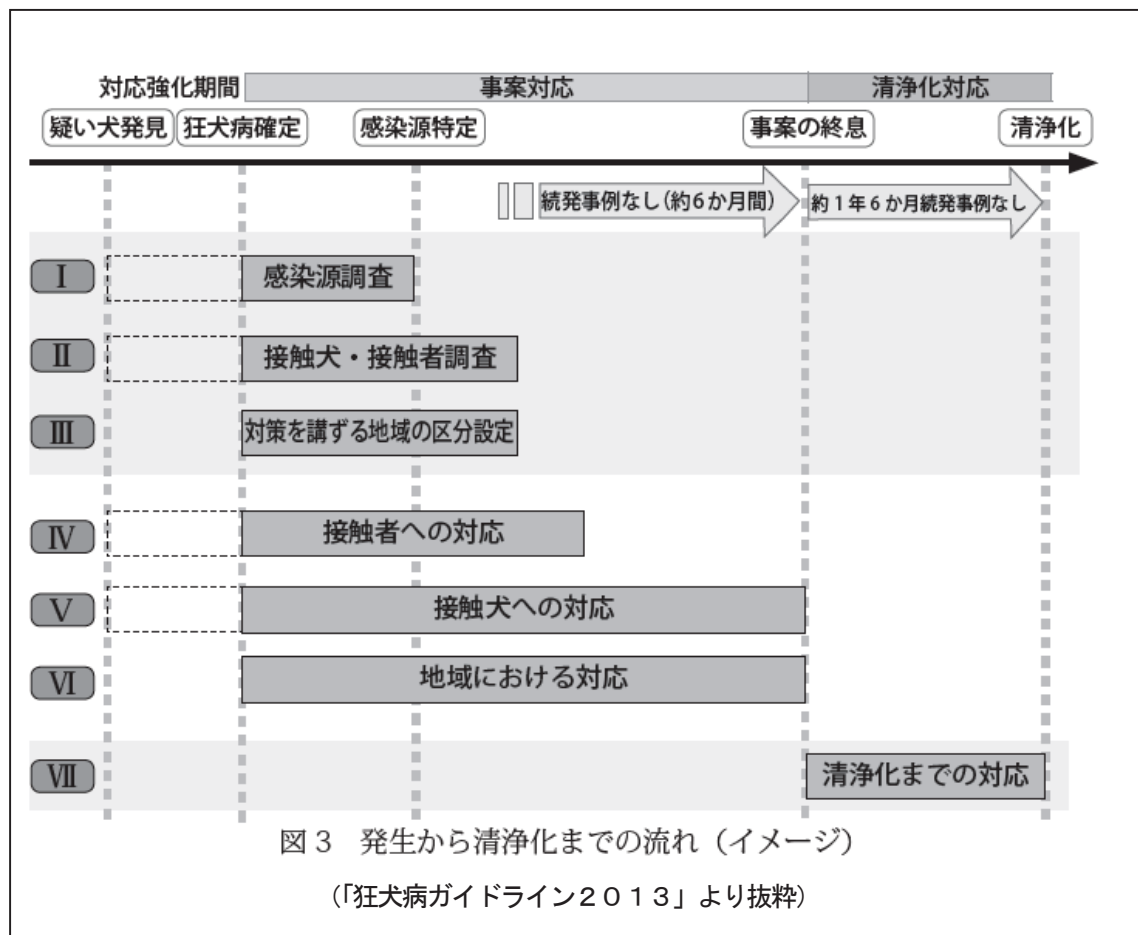 対応強化期間 事案対応 清浄化対応
疑い犬発見 狂犬病確定 感染源特定 事案の終息 清浄化
続発事例なし(約6か月間) 約1年6か月続発事例なし
Ⅰ 感染源調査
Ⅱ 接触犬・接触者調査
Ⅲ 対策を講ずる地域の区分設定
Ⅳ 接触者への対応
Ⅴ 接触犬への対応
Ⅵ 地域における対応
Ⅶ 清浄化までの対応
図3 発生から清浄化までの流れ（イメージ）
（「狂犬病ガイドライン２０１３」より抜粋）